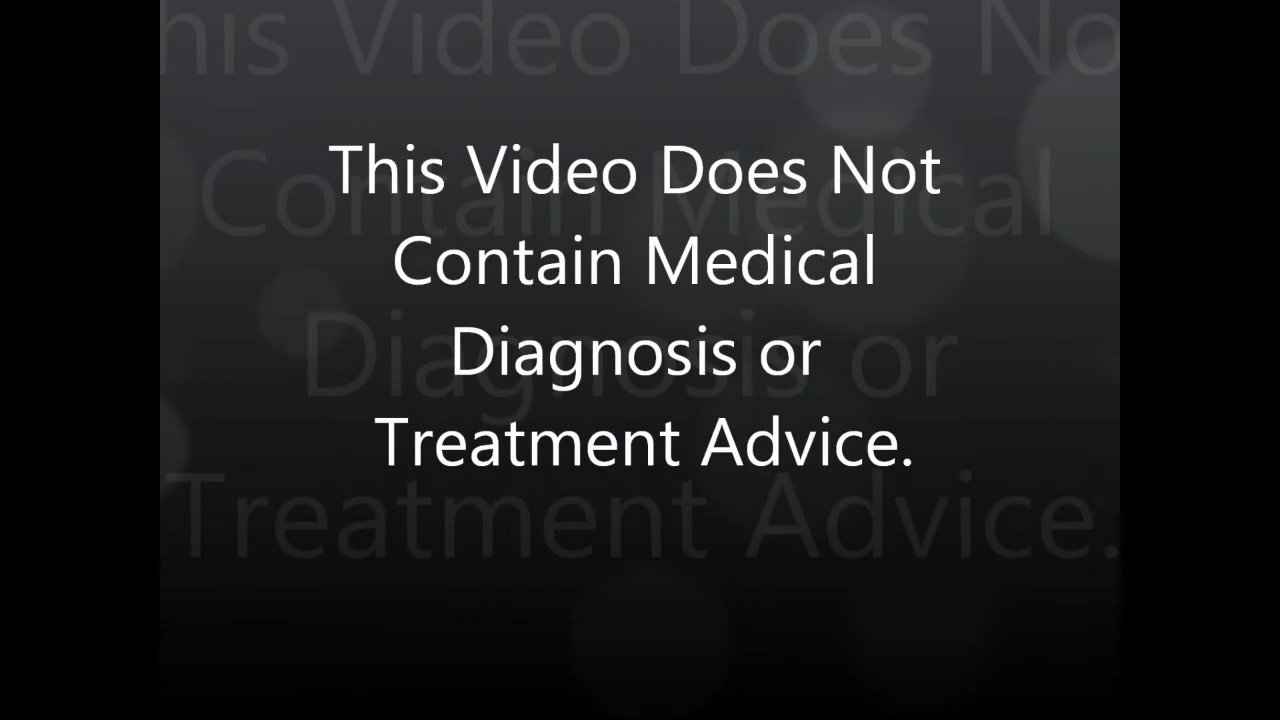 This Video Does Not
Contain Medical
Diagnosis or
Treatment Advice.